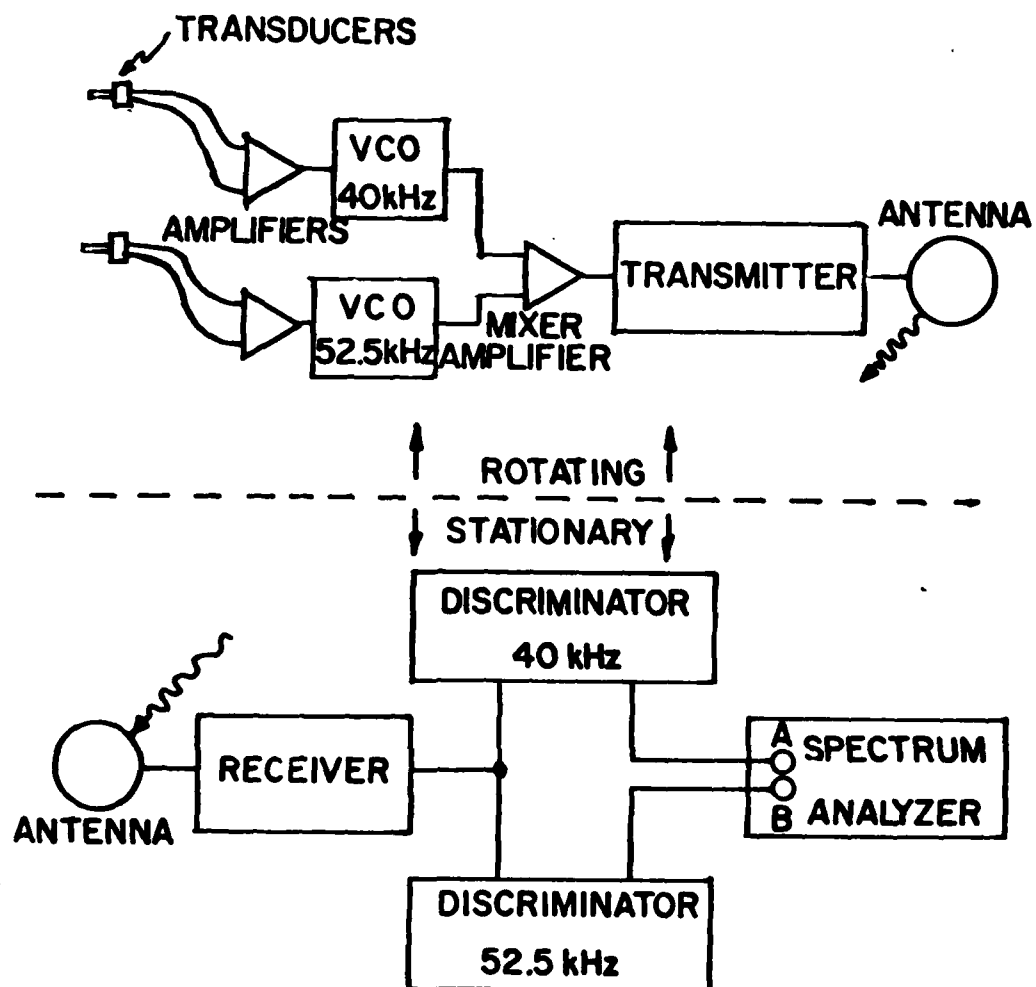 TRANSDUCERS
VCO
40kHz
AMPLIFIERS
ANTENNA
TRANSMITTER
VCO
52.5kHz
MIXER
AMPLIFIER
ROTATING
STATIONARY
DISCRIMINATOR
40 kHz
RECEIVER
ANTENNA
A
SPECTRUM
B
ANALYZER
DISCRIMINATOR
52.5 kHz